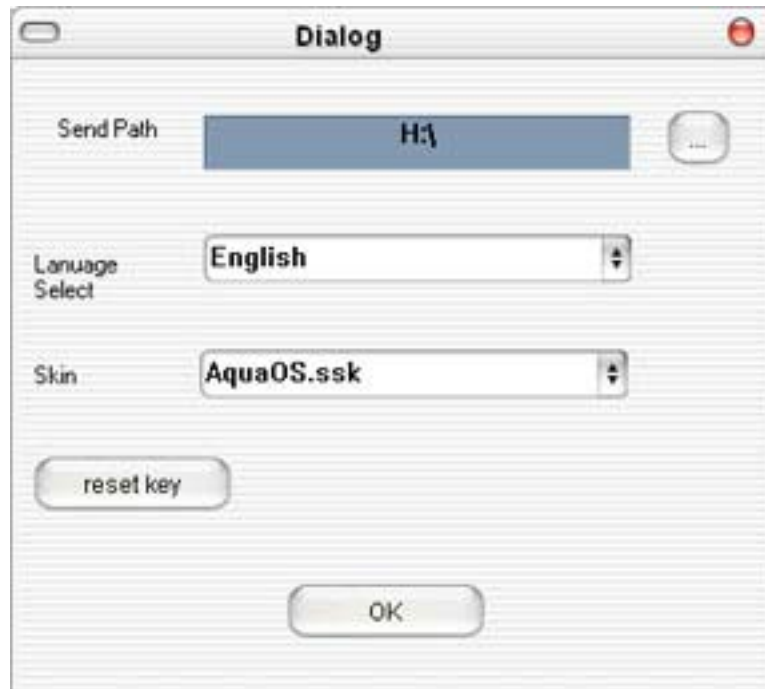 Dialog
Send Path
H:\
...
Lanuage
Select
English
Skin
AquaOS.ssk
reset key
OK